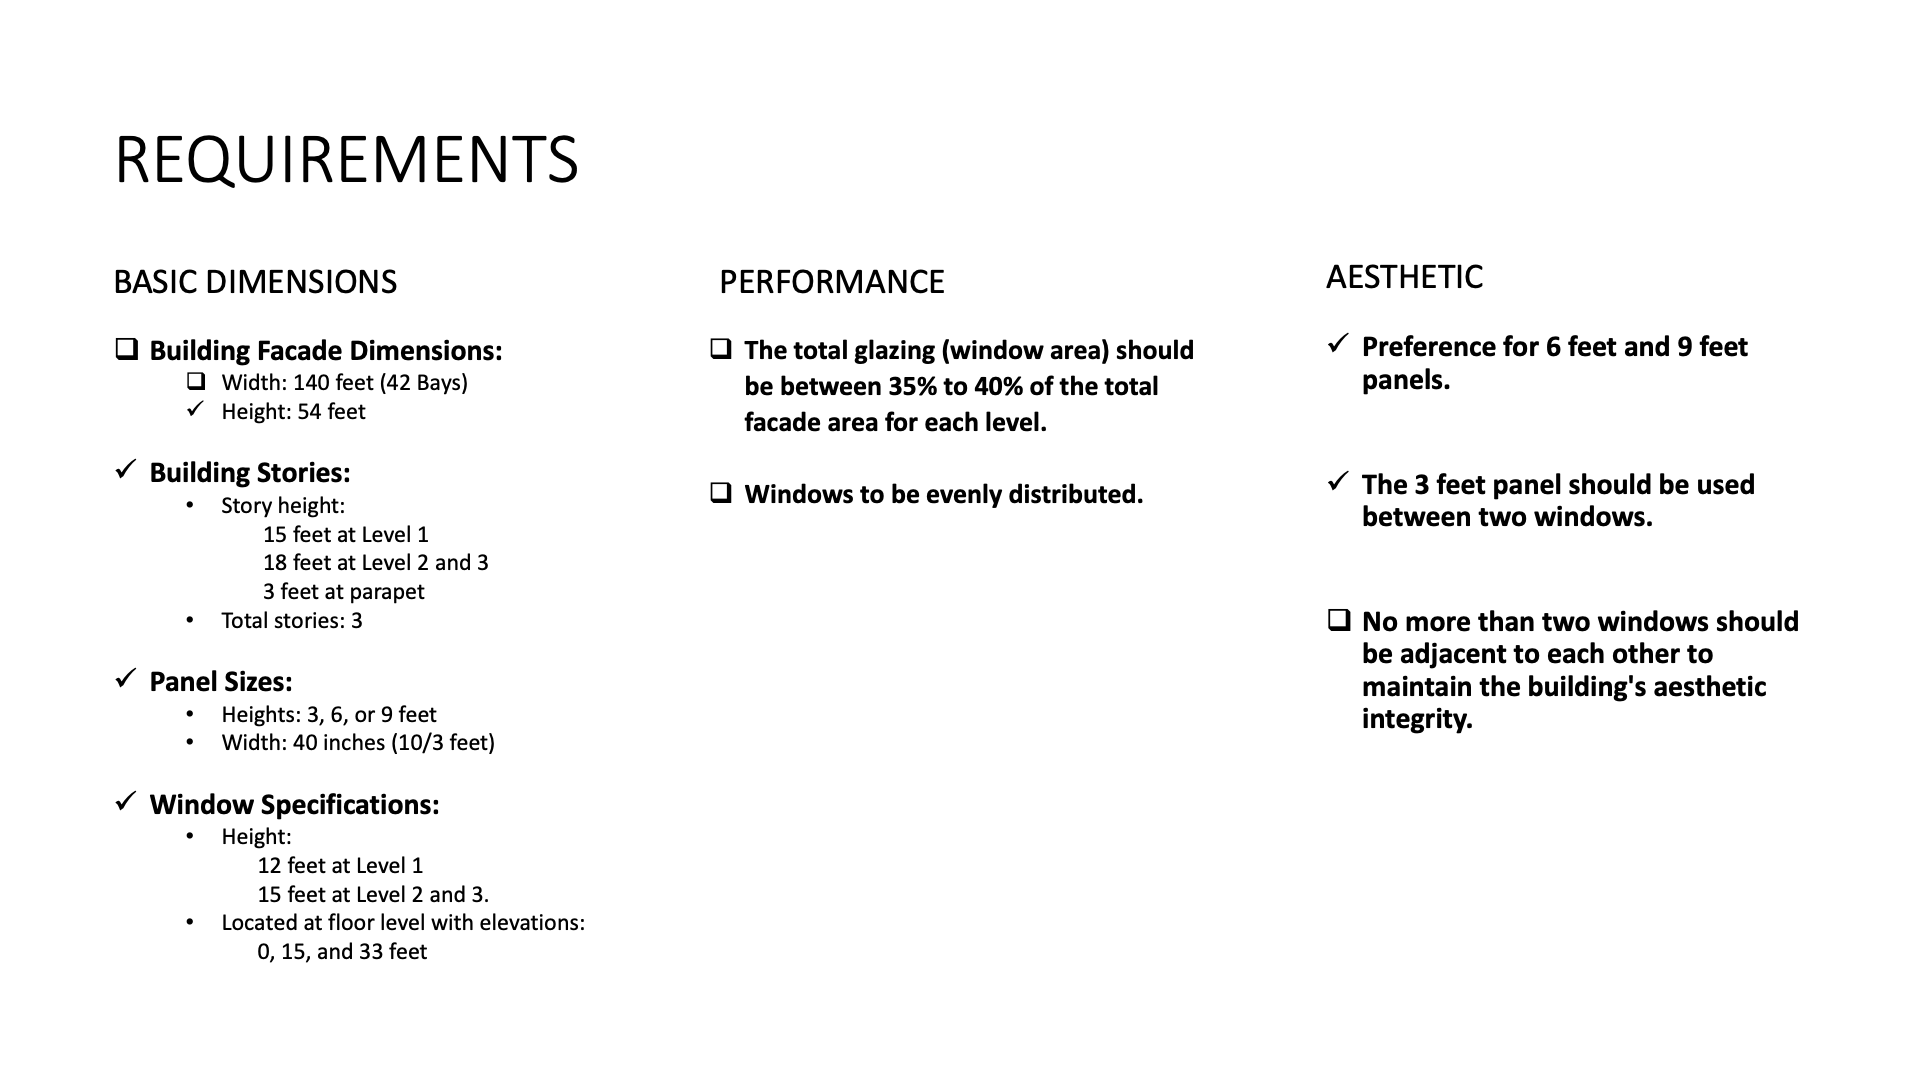 REQUIREMENTS
BASIC DIMENSIONS
❑ Building Facade Dimensions:
❑ Width: 140 feet (42 Bays)
✓ Height: 54 feet
✓ Building Stories:
• Story height:
15 feet at Level 1
18 feet at Level 2 and 3
3 feet at parapet
• Total stories: 3
✓ Panel Sizes:
• Heights: 3, 6, or 9 feet
• Width: 40 inches (10/3 feet)
✓ Window Specifications:
• Height:
12 feet at Level 1
15 feet at Level 2 and 3.
• Located at floor level with elevations:
0, 15, and 33 feet
PERFORMANCE
❑ The total glazing (window area) should
be between 35% to 40% of the total
facade area for each level.
❑ Windows to be evenly distributed.
AESTHETIC
✓ Preference for 6 feet and 9 feet
panels.
✓ The 3 feet panel should be used
between two windows.
❑ No more than two windows should
be adjacent to each other to
maintain the building's aesthetic
integrity.